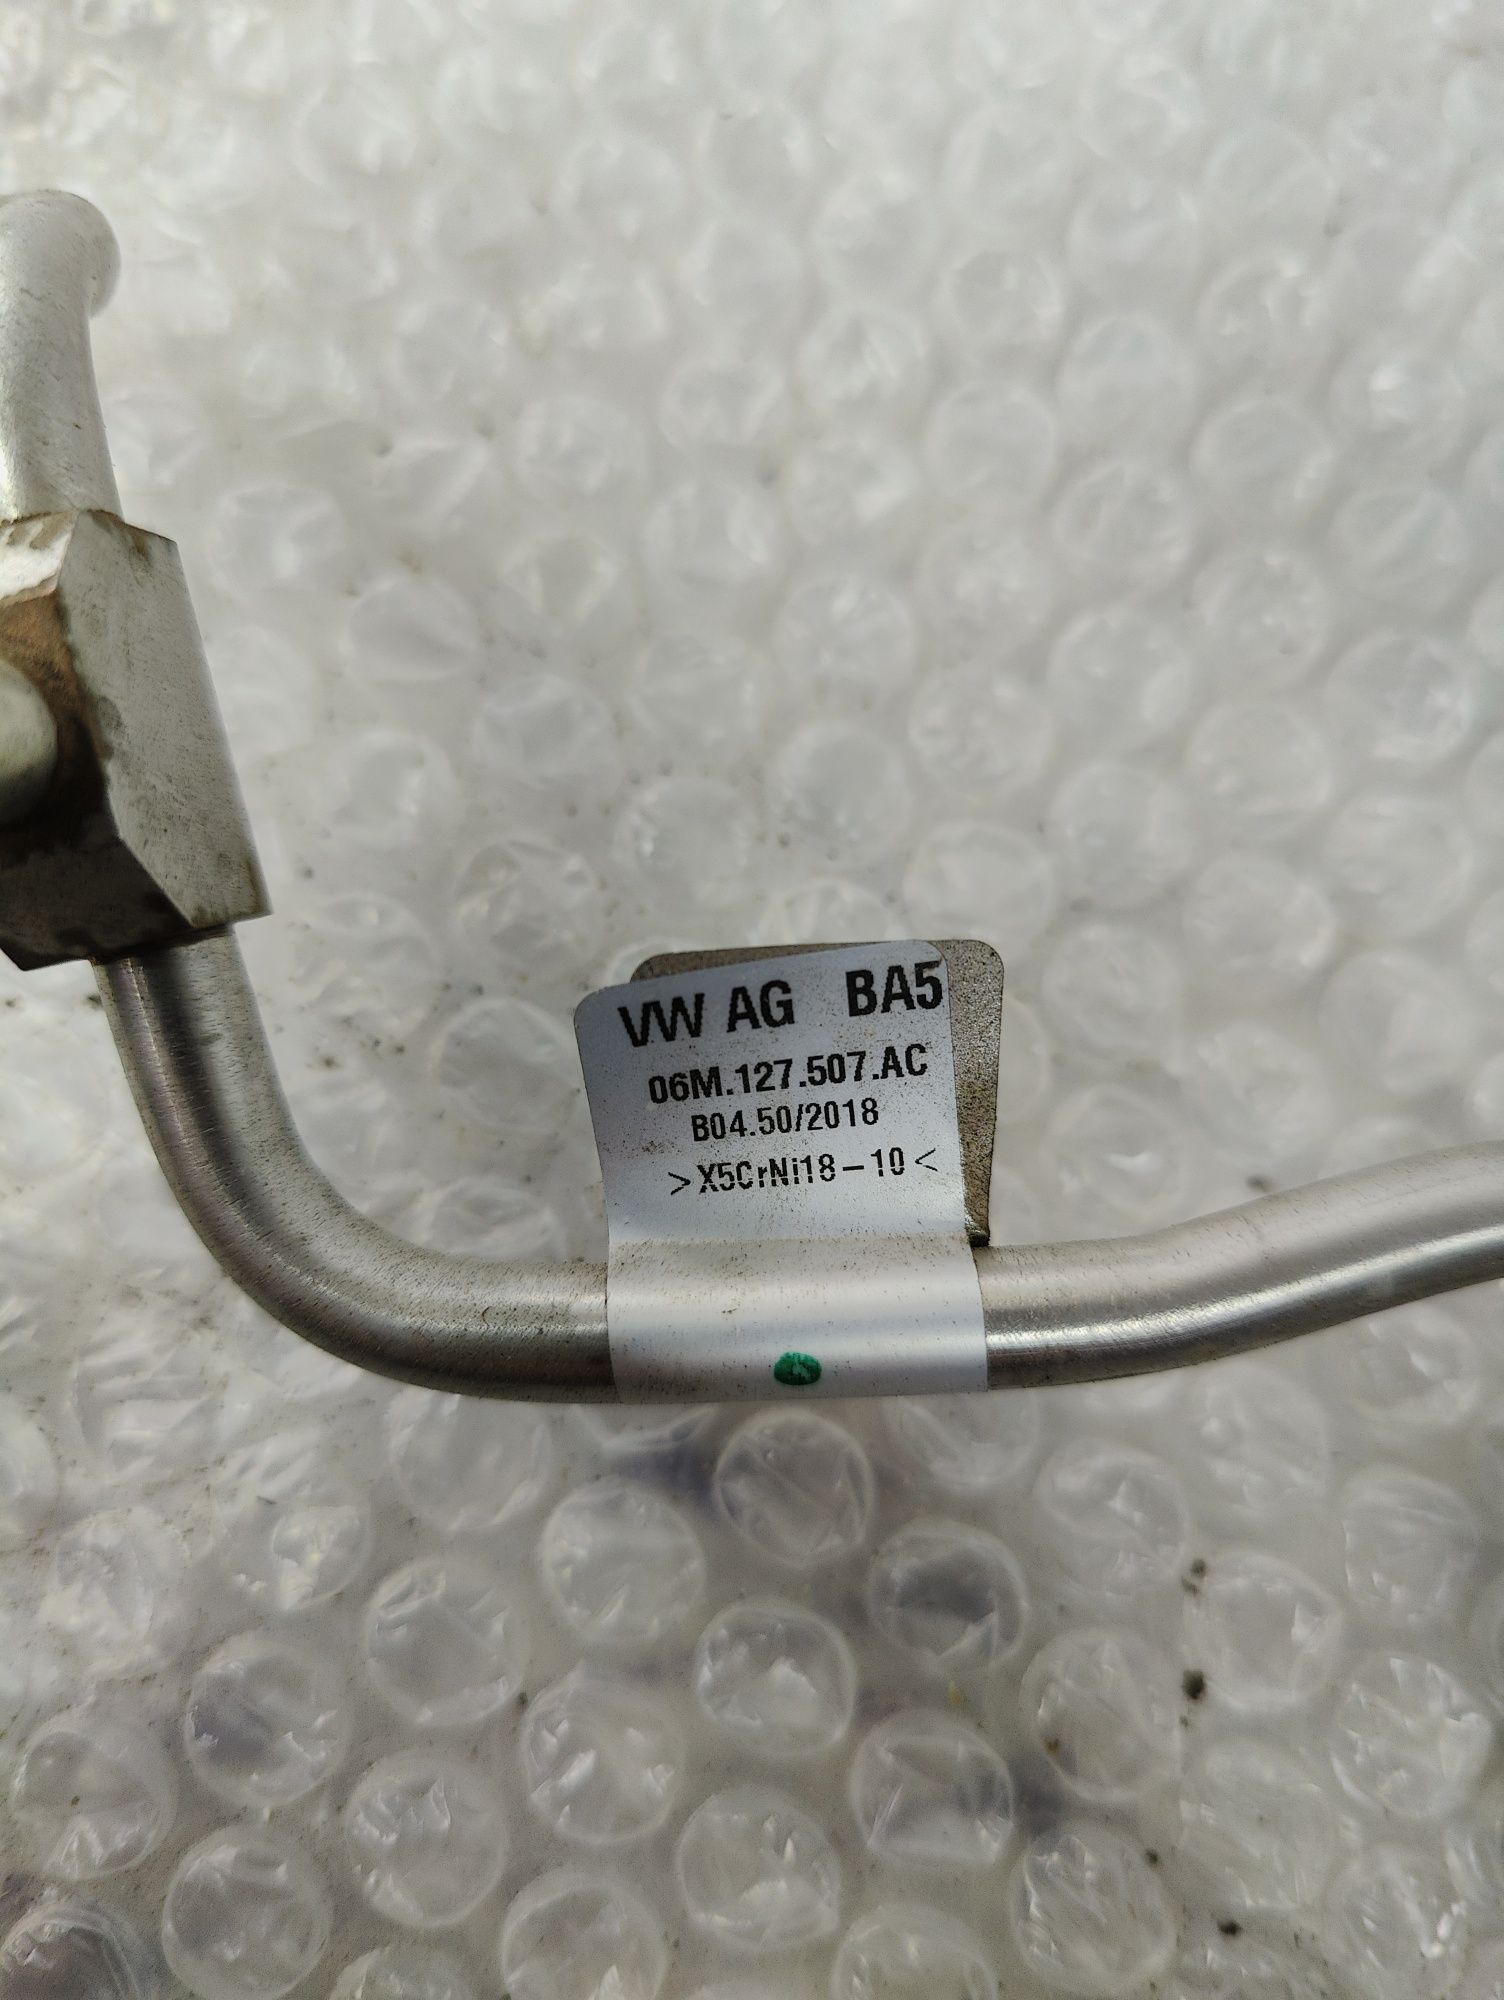 VW AG BA5
06M.127.507.AC
B04.50/2018
>X5CrNi18-10<